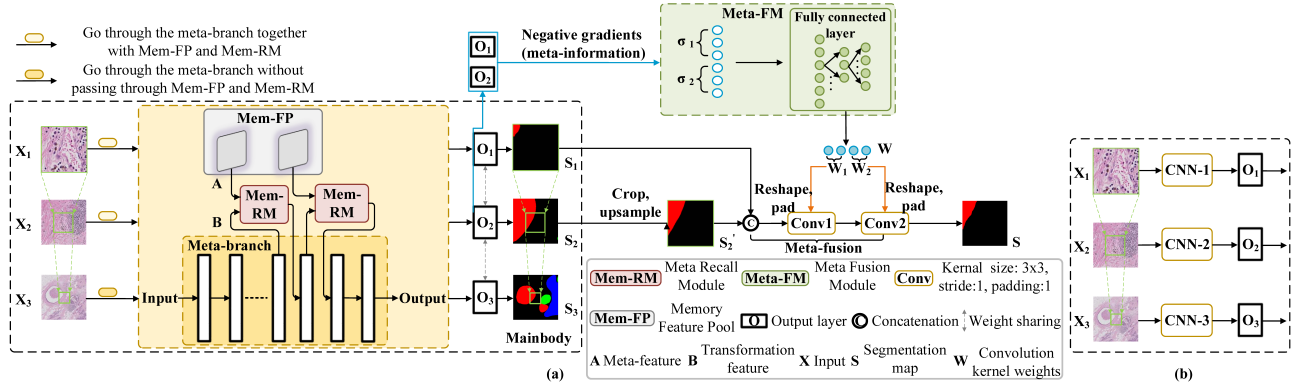 Go through the meta-branch together
with Mem-FP and Mem-RM
Go through the meta-branch without
passing through Mem-FP and Mem-RM
O1
O2
Negative gradients
(meta-information)
Meta-FM
σ 1
σ 2
Fully connected
layer
X1
X2
X3
Mem-FP
A
B
Mem-
RM
Mem-
RM
Meta-branch
Input
Output
O1
O2
O3
S1
S2
S3
Mainbody
Crop,
upsample
S2'
W
W1 W2
Reshape,
pad
Reshape,
pad
C
Conv1
Conv2
Meta-fusion
S
Mem-RM Meta Recall Module
Meta-FM Meta Fusion Module
Conv Kernal size: 3x3, stride:1, padding:1
Mem-FP Memory Feature Pool
O Output layer
C Concatenation
Weight sharing
A Meta-feature
B Transformation feature
X Input
S Segmentation map
W Convolution kernel weights
(a)
X1
CNN-1
O1
X2
CNN-2
O2
X3
CNN-3
O3
(b)